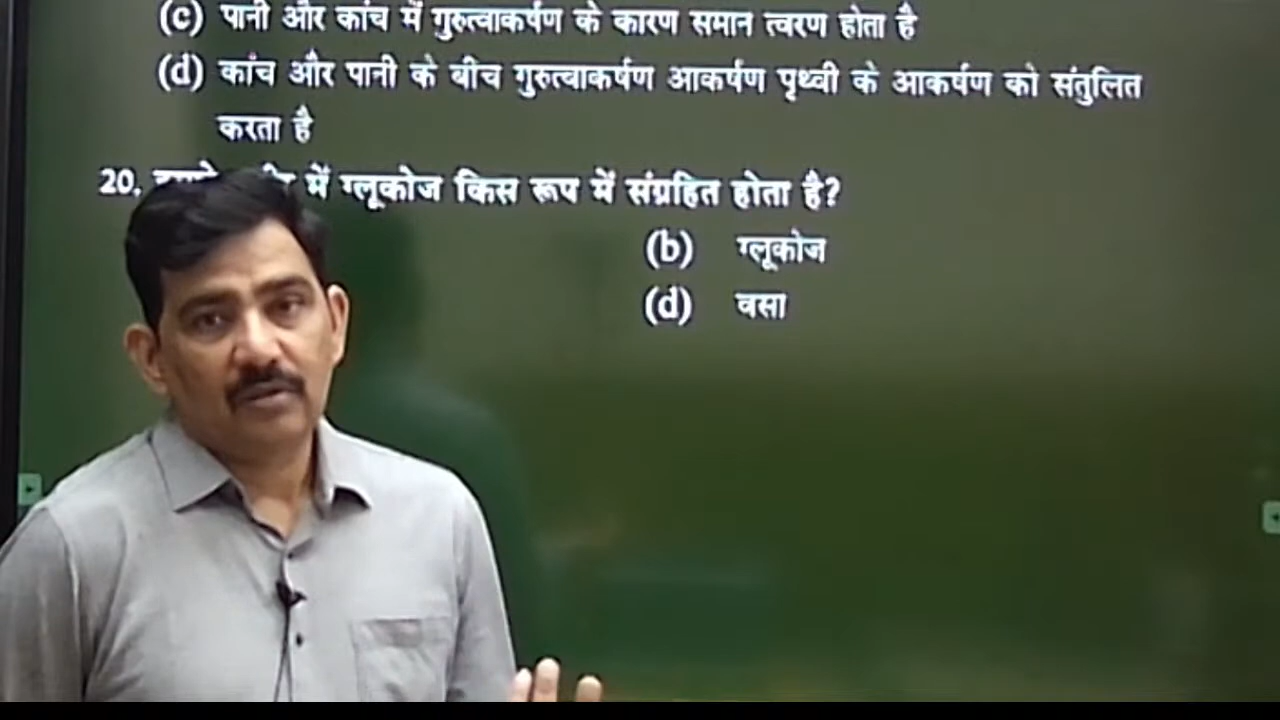 (c) पानी और कांच में गुरुत्वाकर्षण के कारण समान त्वरण होता है
(d) कांच और पानी के बीच गुरुत्वाकर्षण आकर्षण पृथ्वी के आकर्षण को संतुलित
करता है
20, में ग्लूकोज किस रूप में संग्रहित होता है?
(b) ग्लूकोज
(d) वसा